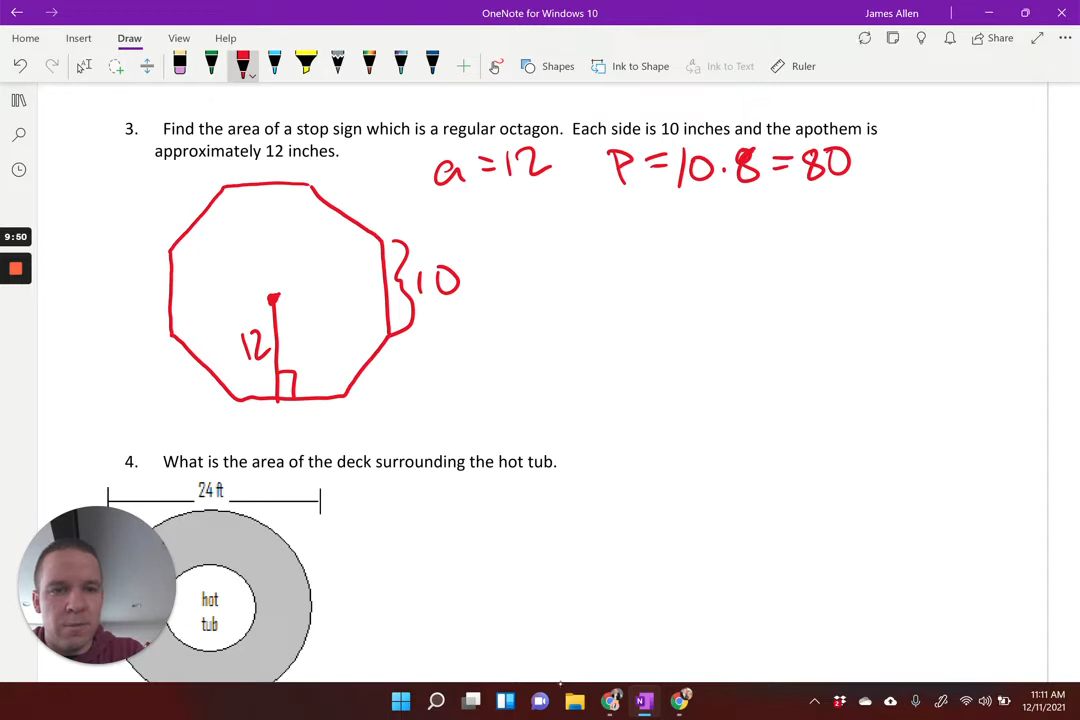 OneNote for Windows 10
James Allen
Home Insert Draw View Help
Share
Shapes Ink to Shape Ink to Text Ruler
3. Find the area of a stop sign which is a regular octagon. Each side is 10 inches and the apothem is
approximately 12 inches.
a = 12 P = 10 · 8 = 80
9:50
10
12
4. What is the area of the deck surrounding the hot tub.
24 ft
hot
tub
11:11 AM
12/11/2021